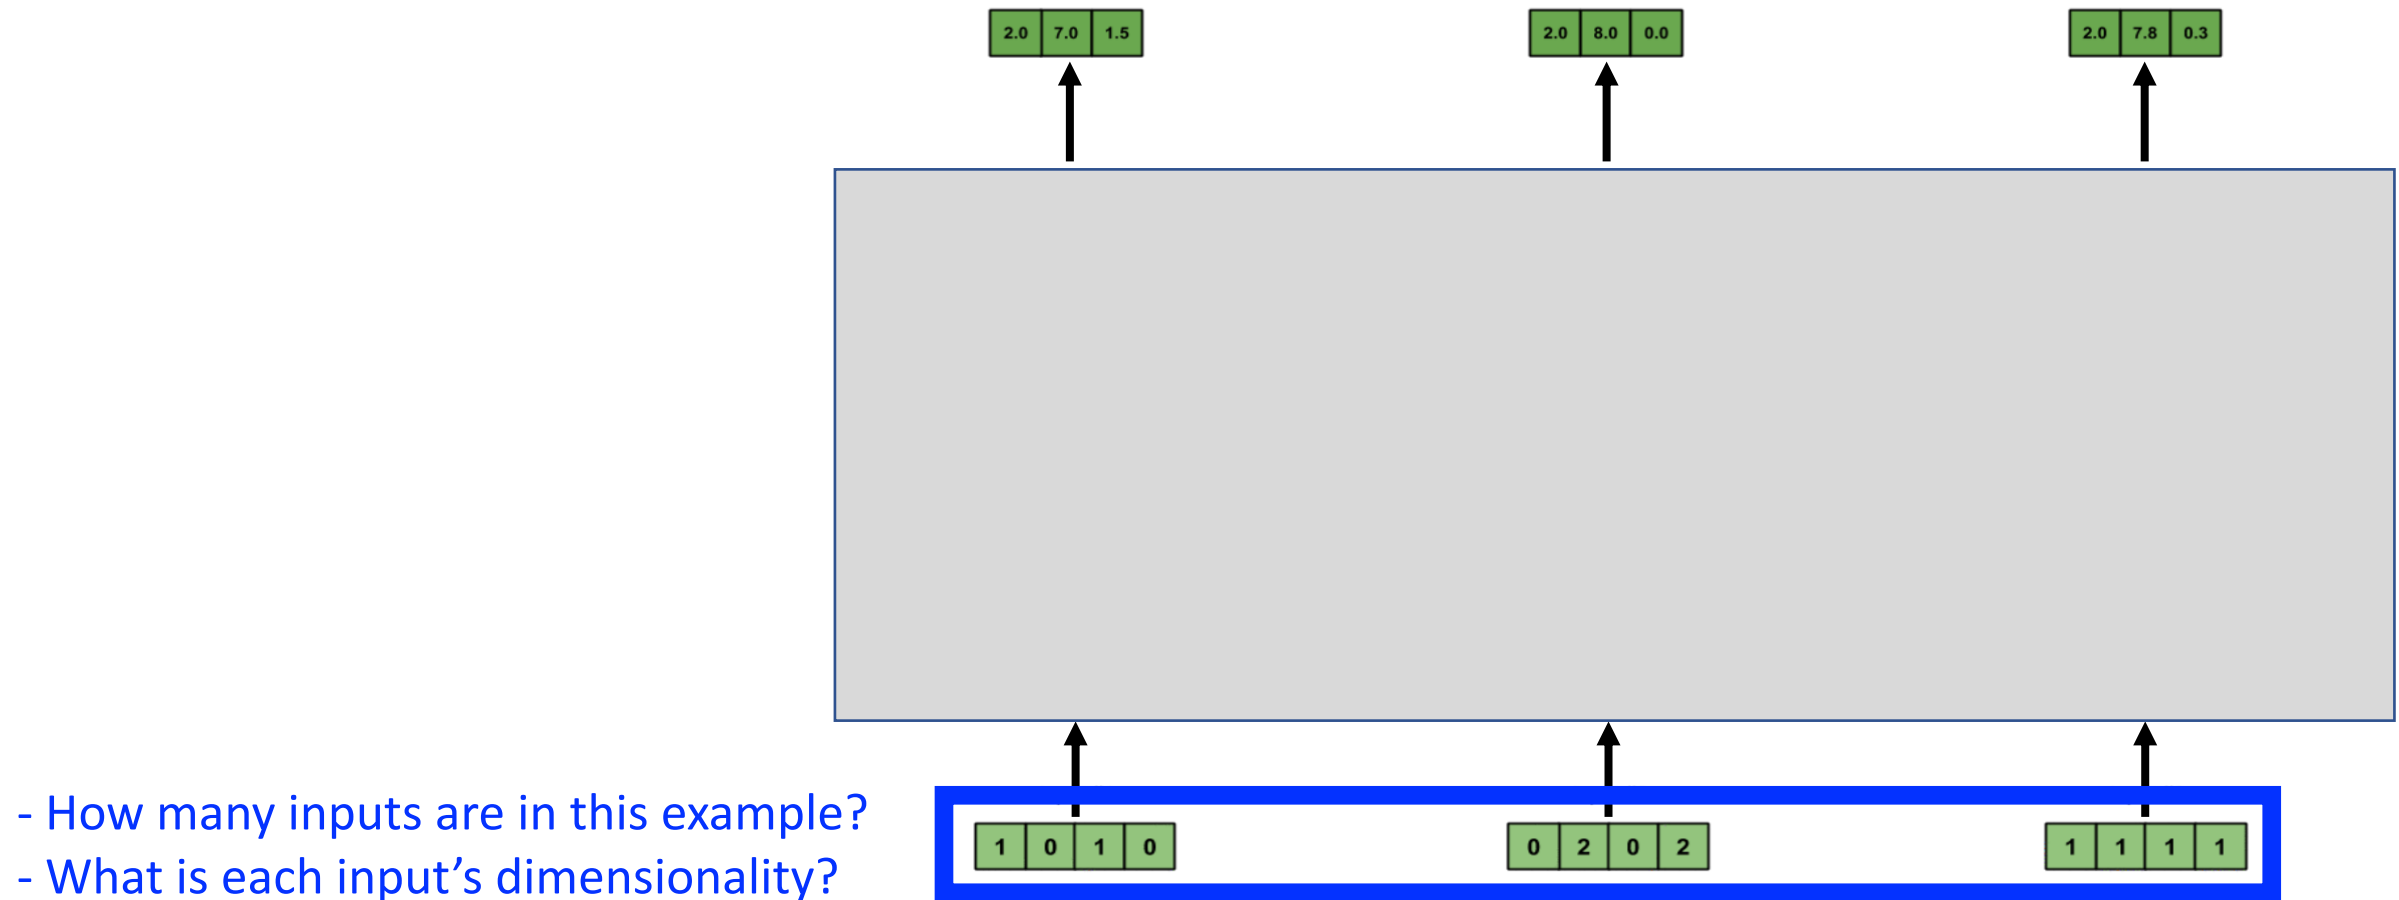 2.0 7.0 1.5
2.0 8.0 0.0
2.0 7.8 0.3
- How many inputs are in this example?
- What is each input’s dimensionality?
1 0 1 0
0 2 0 2
1 1 1 1